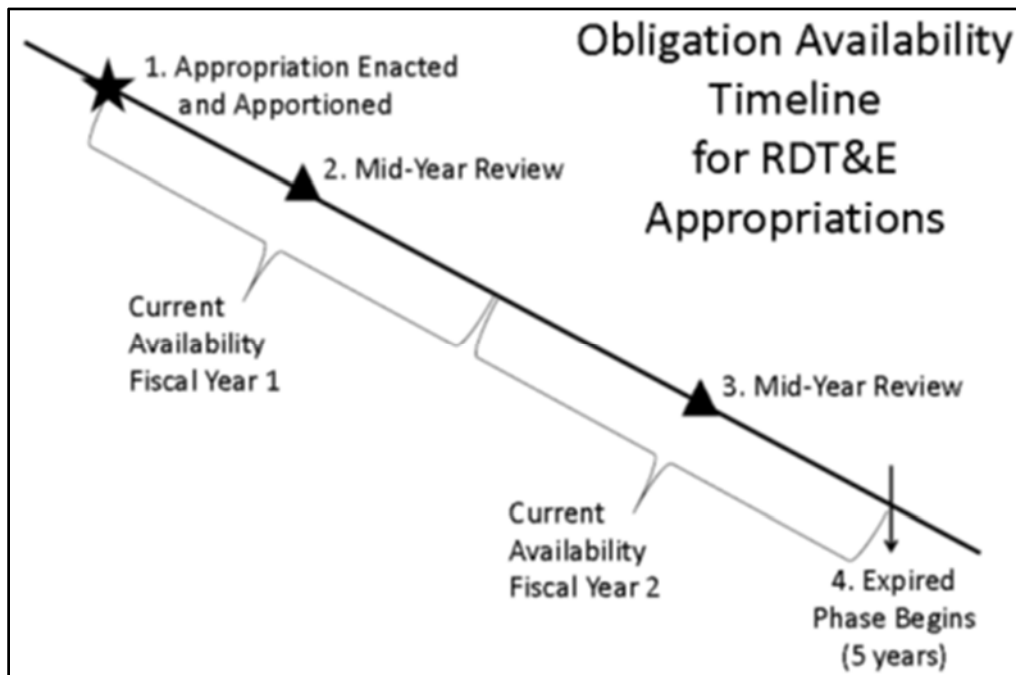 Obligation Availability
Timeline
for RDT&E
Appropriations
1. Appropriation Enacted
and Apportioned
2. Mid-Year Review
Current
Availability
Fiscal Year 1
3. Mid-Year Review
Current
Availability
Fiscal Year 2
4. Expired
Phase Begins
(5 years)